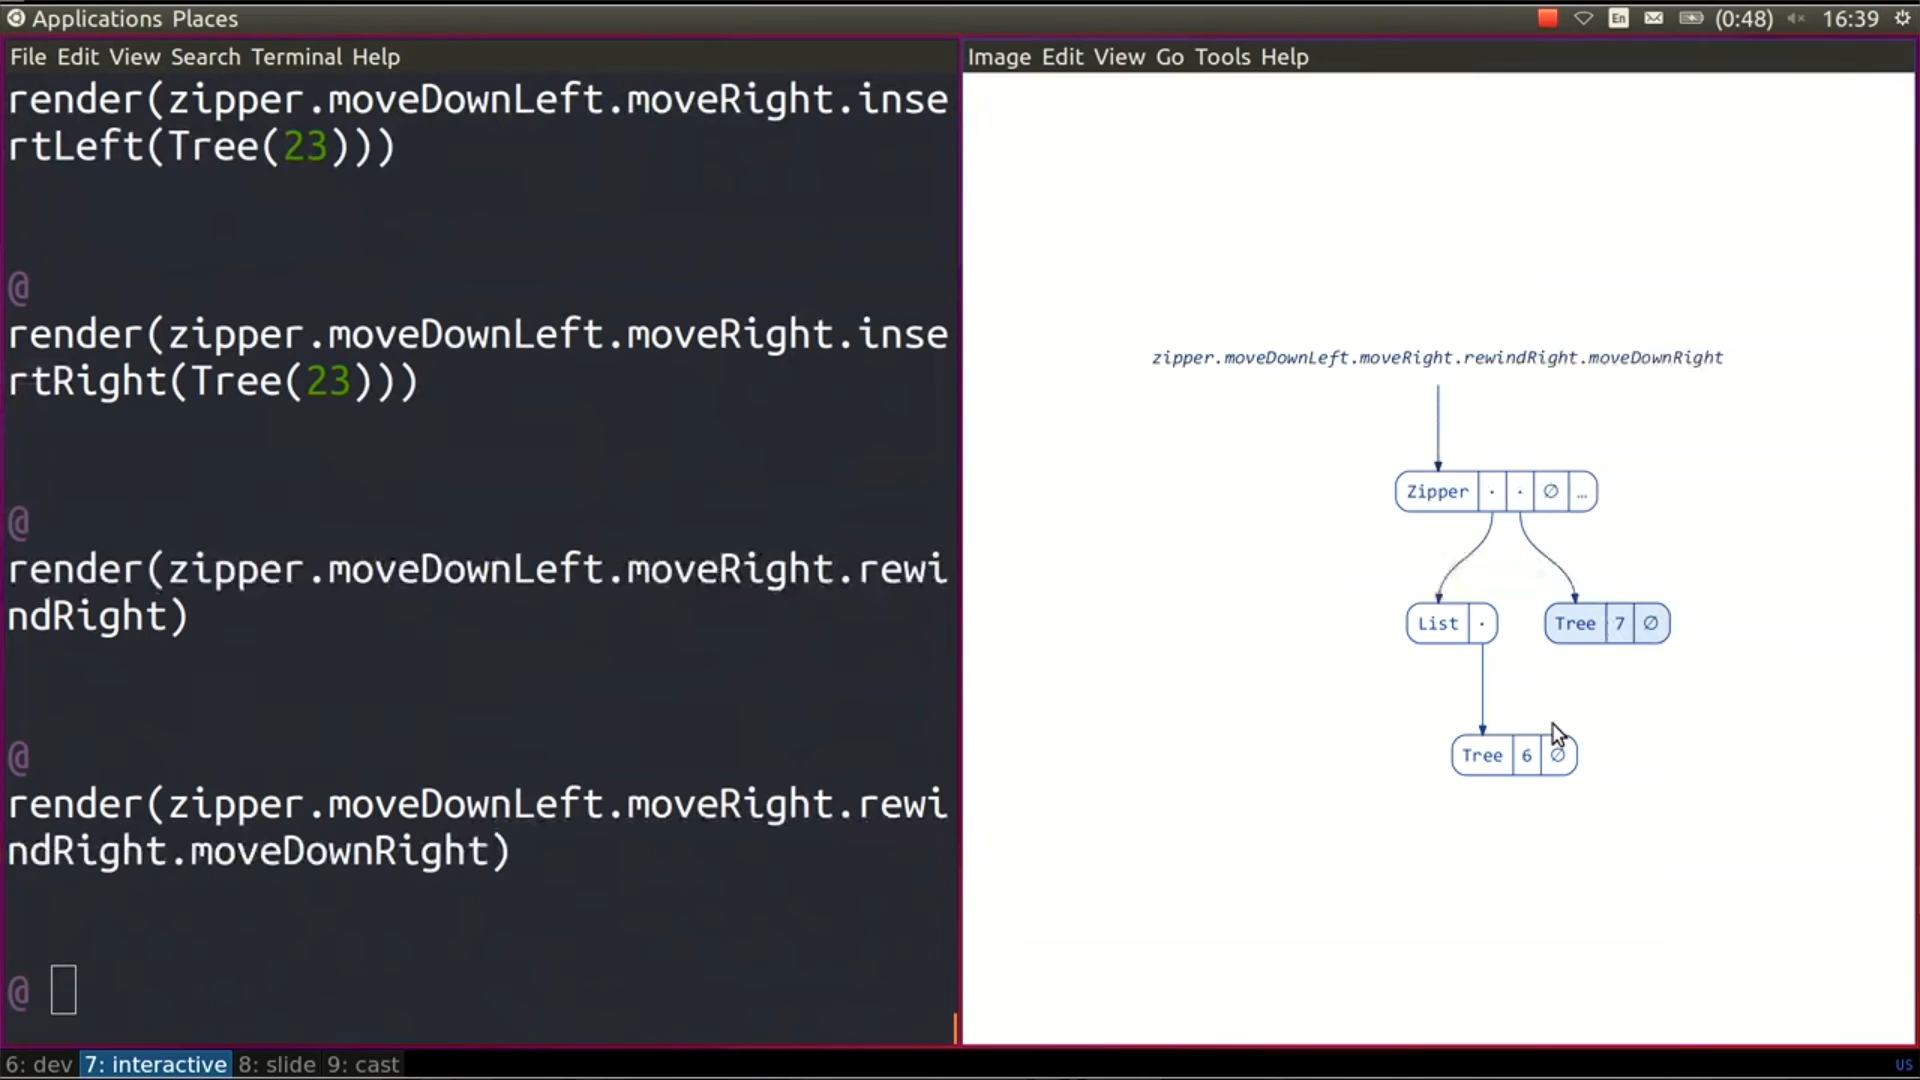 Applications Places
En (0:48) 16:39
File Edit View Search Terminal Help
render(zipper.moveDownLeft.moveRight.inse
rtLeft(Tree(23)))
@
render(zipper.moveDownLeft.moveRight.inse
rtRight(Tree(23)))
@
render(zipper.moveDownLeft.moveRight.rewi
ndRight)
@
render(zipper.moveDownLeft.moveRight.rewi
ndRight.moveDownRight)
@
Image Edit View Go Tools Help
zipper.moveDownLeft.moveRight.rewindRight.moveDownRight
Zipper · · ∅ …
List ·
Tree 7 ∅
Tree 6 ∅
6: dev 7: interactive 8: slide 9: cast
US